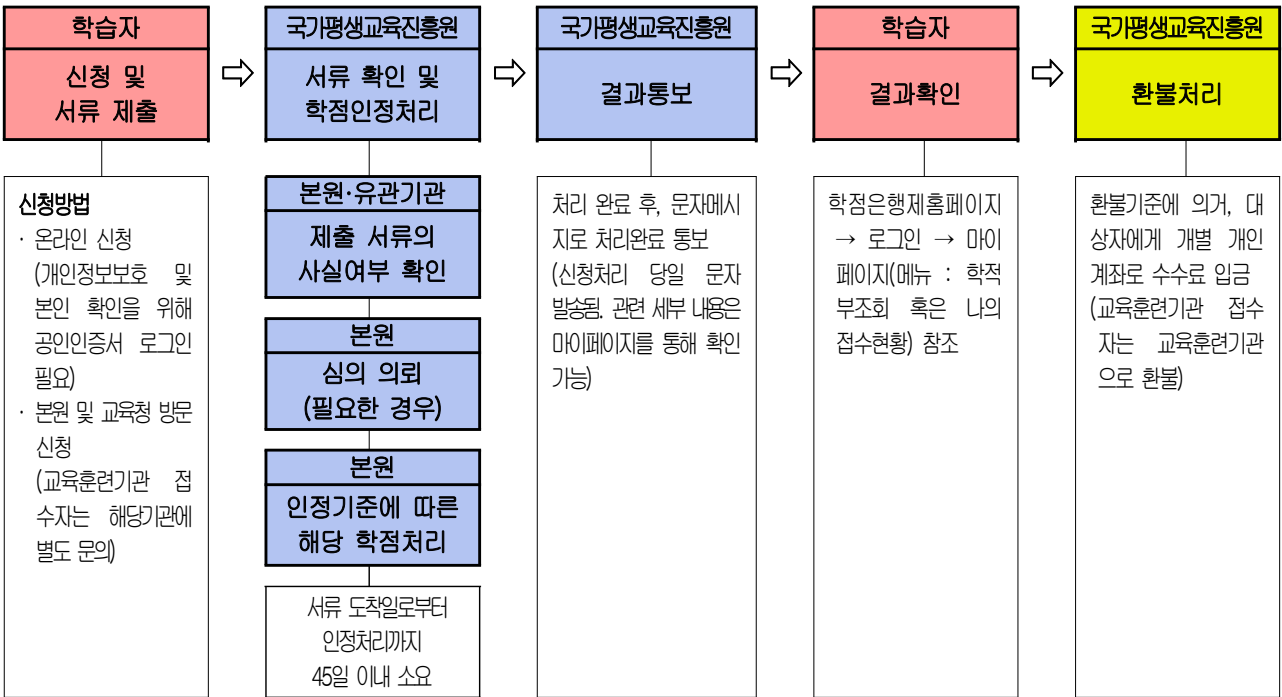 학습자
신청 및
서류 제출
국가평생교육진흥원
서류 확인 및
학점인정처리
국가평생교육진흥원
결과통보
학습자
결과확인
국가평생교육진흥원
환불처리
신청방법
· 온라인 신청
(개인정보보호 및
본인 확인을 위해
공인인증서 로그인
필요)
· 본원 및 교육청 방문
신청
(교육훈련기관 접
수자는 해당기관에
별도 문의)
본원·유관기관
제출 서류의
사실여부 확인
본원
심의 의뢰
(필요한 경우)
본원
인정기준에 따른
해당 학점처리
서류 도착일로부터
인정처리까지
45일 이내 소요
처리 완료 후, 문자메시
지로 처리완료 통보
(신청처리 당일 문자
발송됨. 관련 세부 내용은
마이페이지를 통해 확인
가능)
학점은행제홈페이지
→ 로그인 → 마이
페이지(메뉴 : 학적
부조회 혹은 나의
접수현황) 참조
환불기준에 의거, 대
상자에게 개별 개인
계좌로 수수료 입금
(교육훈련기관 접수
자는 교육훈련기관
으로 환불)